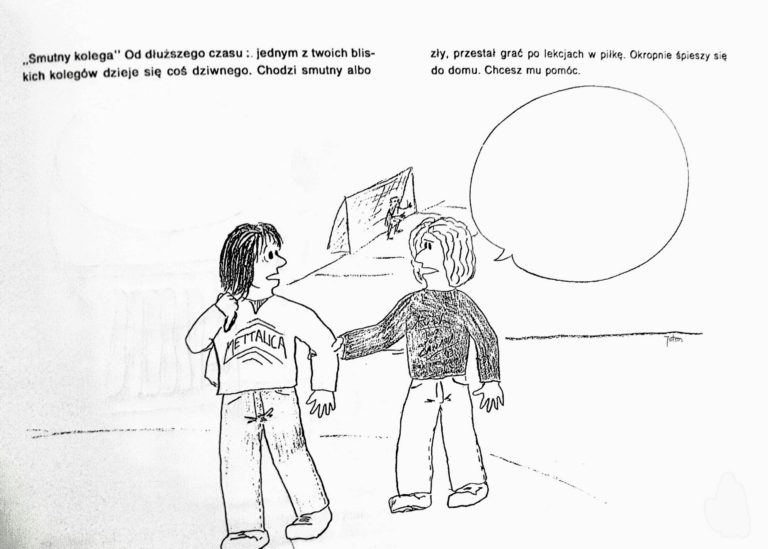 „Smutny kolega" Od dłuższego czasu :. jednym z twoich blis-
kich kolegów dzieje się coś dziwnego. Chodzi smutny albo
zły, przestał grać po lekcjach w piłkę. Okropnie śpieszy się
do domu. Chcesz mu pomóc.
METTALICA